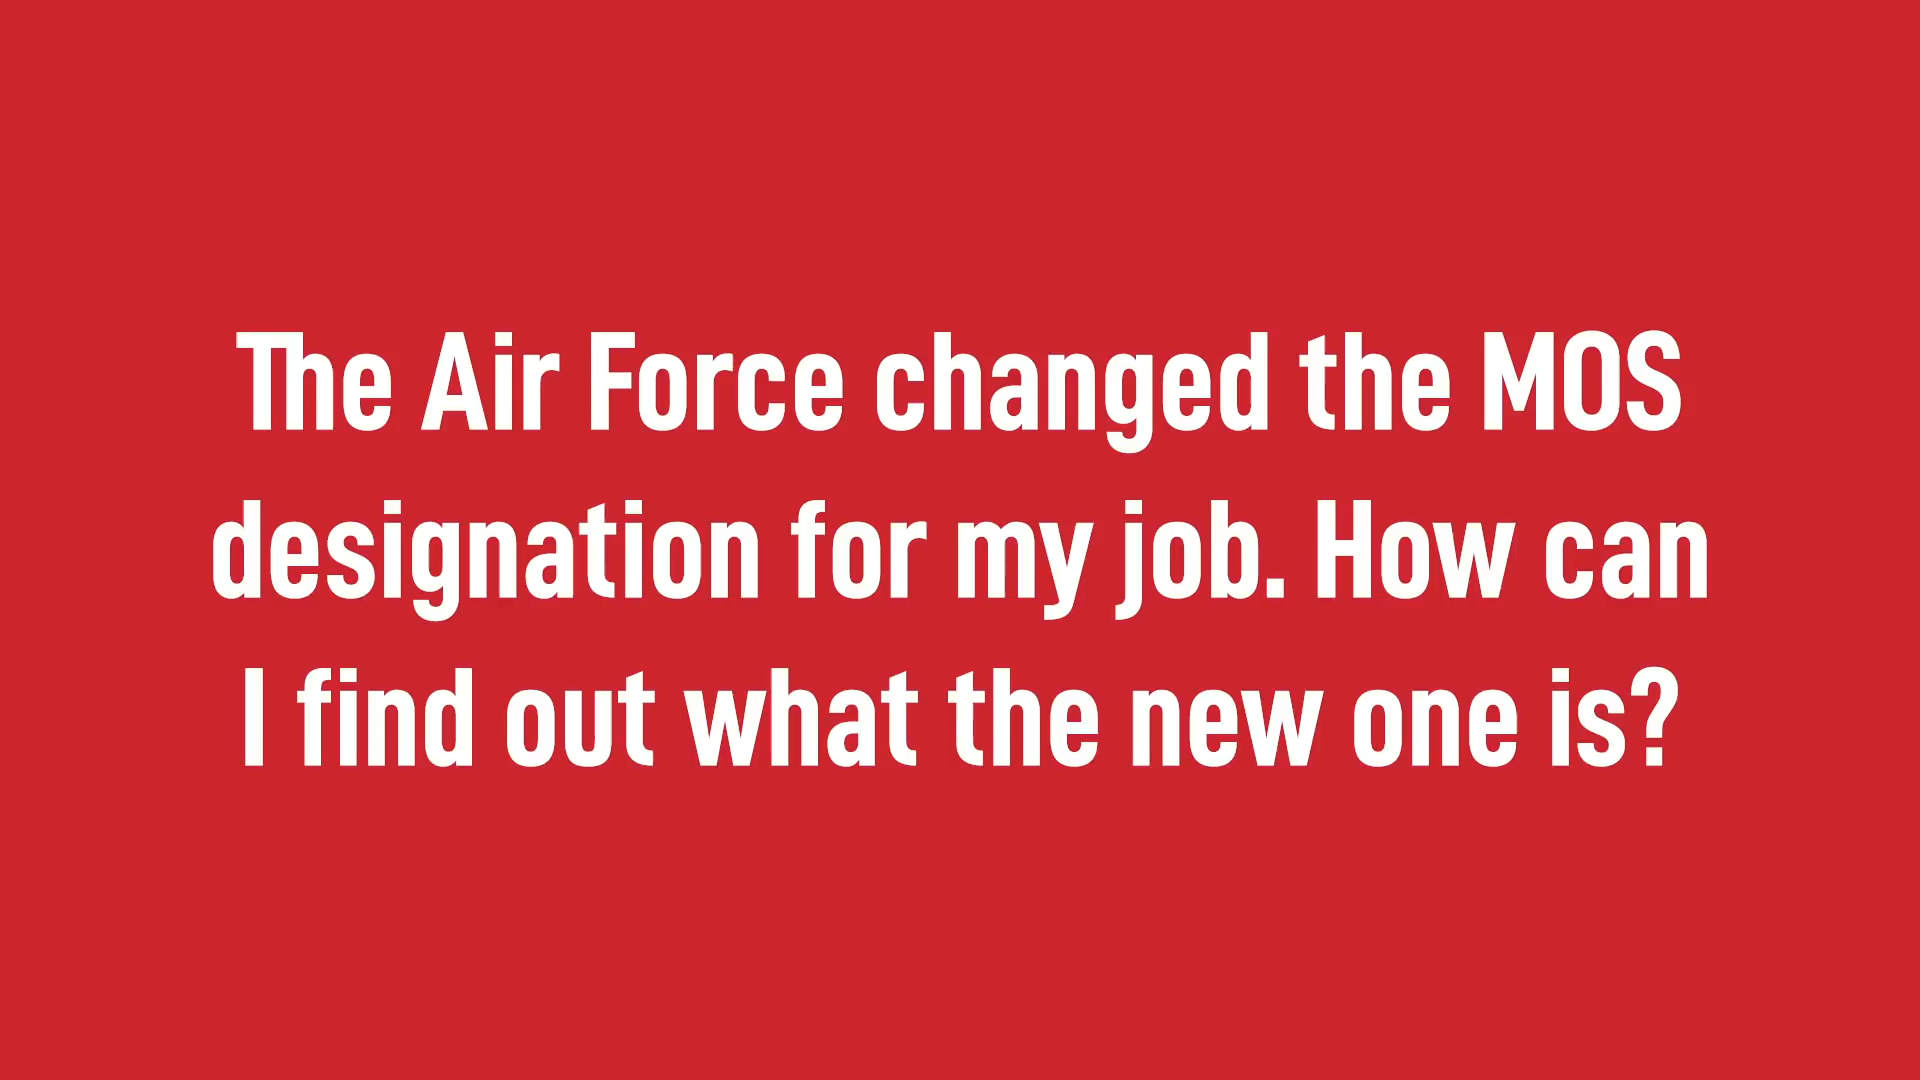 The Air Force changed the MOS
designation for my job. How can
I find out what the new one is?